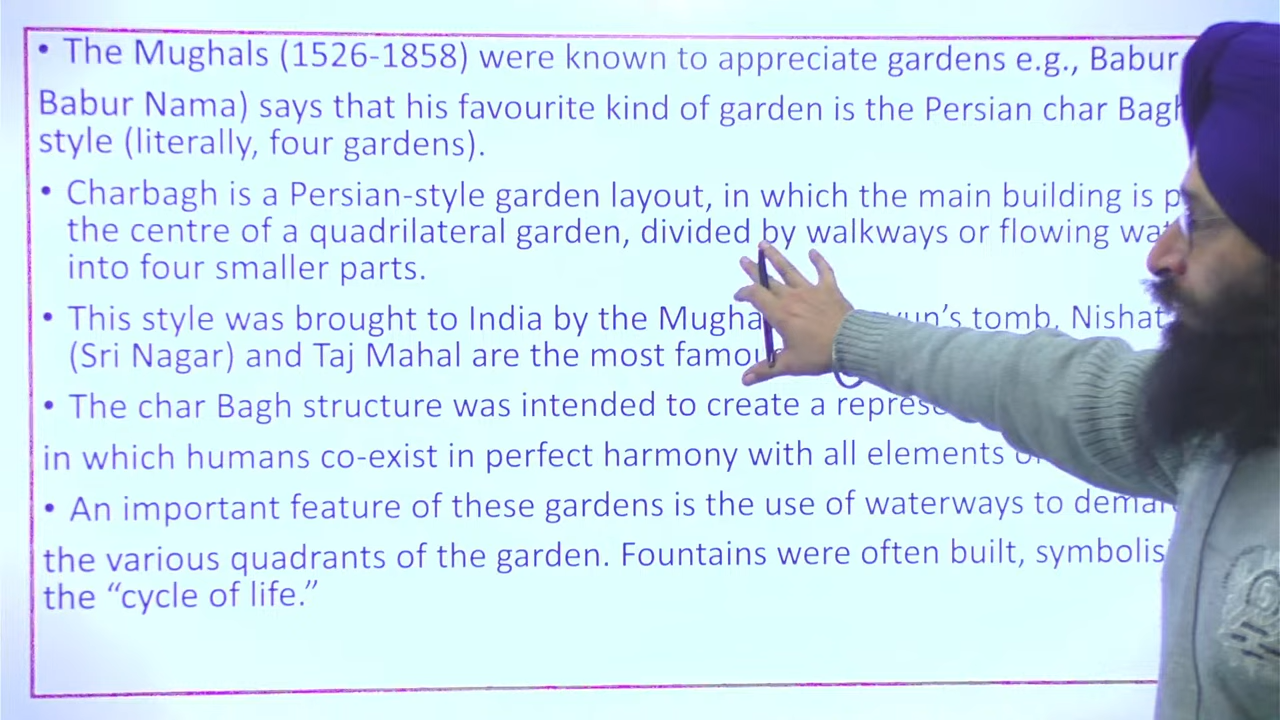 • The Mughals (1526-1858) were known to appreciate gardens e.g., Babur
Babur Nama) says that his favourite kind of garden is the Persian char Bagh
style (literally, four gardens).
• Charbagh is a Persian-style garden layout, in which the main building is
the centre of a quadrilateral garden, divided by walkways or flowing
into four smaller parts.
• This style was brought to India by the tomb, Nishat
(Sri Nagar) and Taj Mahal are the most
• The char Bagh structure was intended to create a
in which humans co-exist in perfect harmony with all elements
• An important feature of these gardens is the use of waterways to
the various quadrants of the garden. Fountains were often built,
the “cycle of life.”